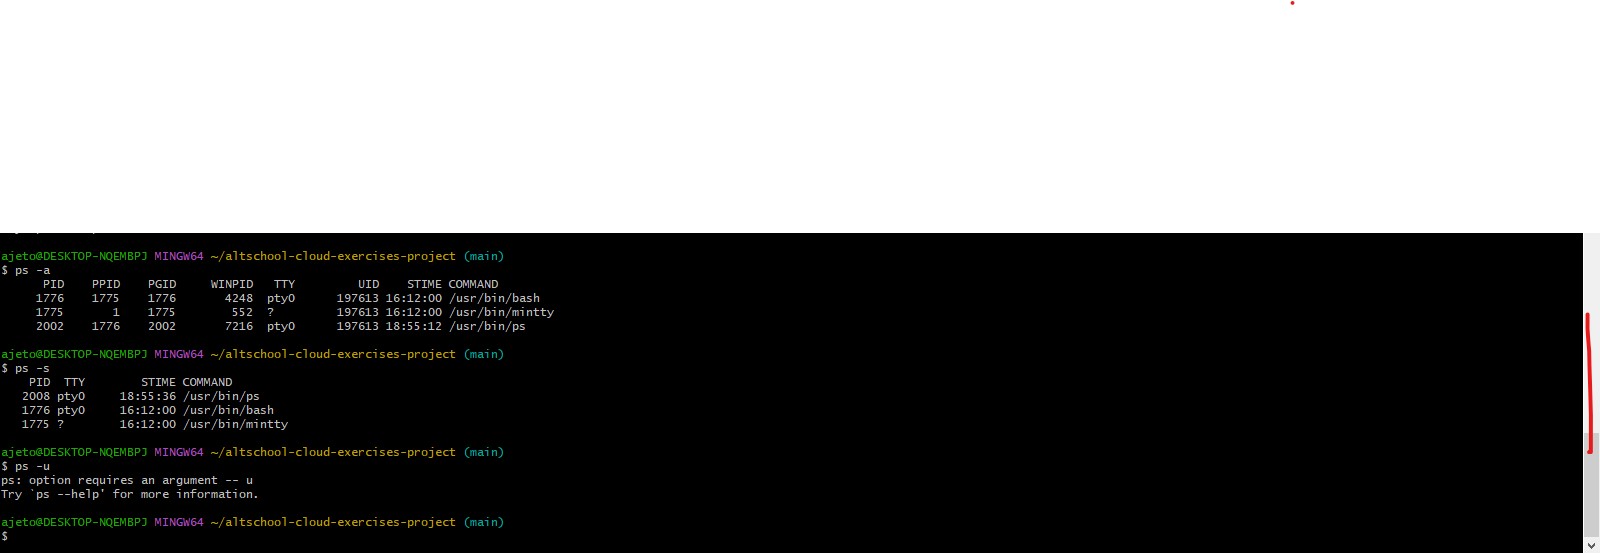 ajeto@DESKTOP-NQEMBPJ MINGW64 ~/altschool-cloud-exercises-project (main)
$ ps -a
PID PPID PGID WINPID TTY UID STIME COMMAND
1776 1775 1776 4248 pty0 197613 16:12:00 /usr/bin/bash
1775 1 1775 552 ? 197613 16:12:00 /usr/bin/mintty
2002 1776 2002 7216 pty0 197613 18:55:12 /usr/bin/ps
ajeto@DESKTOP-NQEMBPJ MINGW64 ~/altschool-cloud-exercises-project (main)
$ ps -s
PID TTY STIME COMMAND
2008 pty0 18:55:36 /usr/bin/ps
1776 pty0 16:12:00 /usr/bin/bash
1775 ? 16:12:00 /usr/bin/mintty
ajeto@DESKTOP-NQEMBPJ MINGW64 ~/altschool-cloud-exercises-project (main)
$ ps -u
ps: option requires an argument -- u
Try `ps --help' for more information.
ajeto@DESKTOP-NQEMBPJ MINGW64 ~/altschool-cloud-exercises-project (main)
$